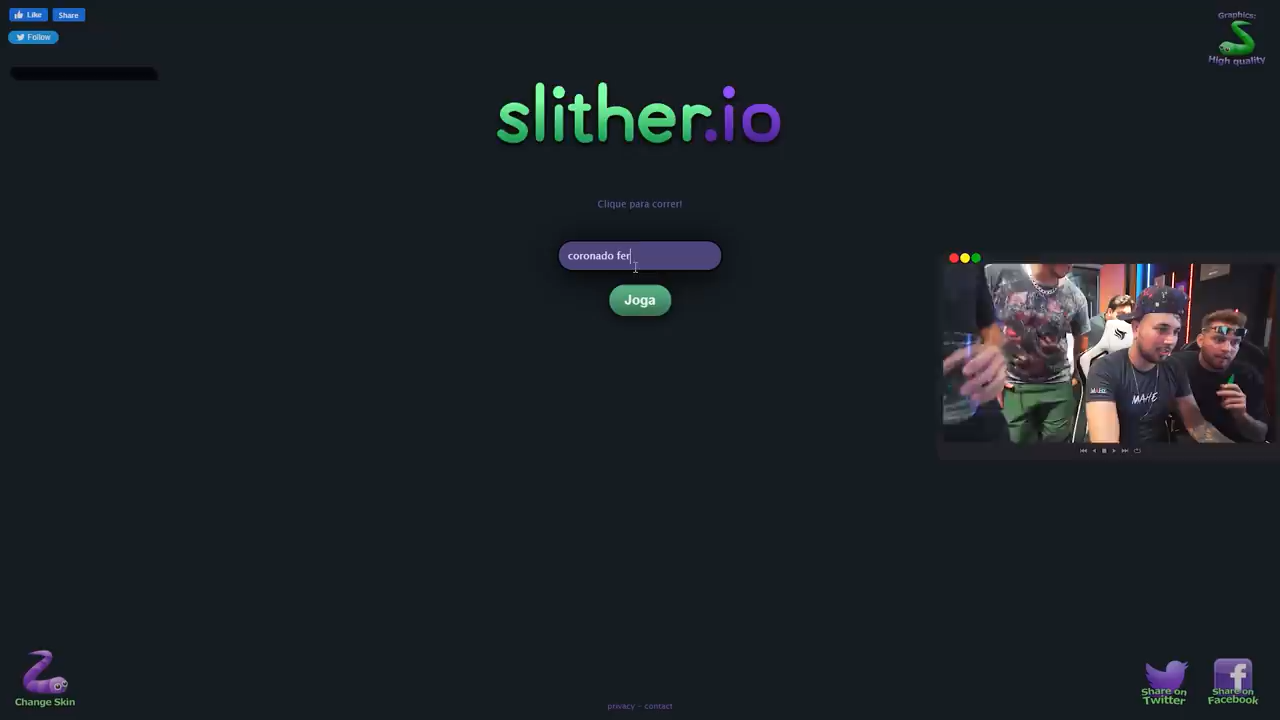 Like
Share
Follow
Graphics:
High quality
slither.io
Clique para correr!
coronado fer
Joga
MAHE
Change Skin
privacy - contact
Share on
Twitter
Share on
Facebook